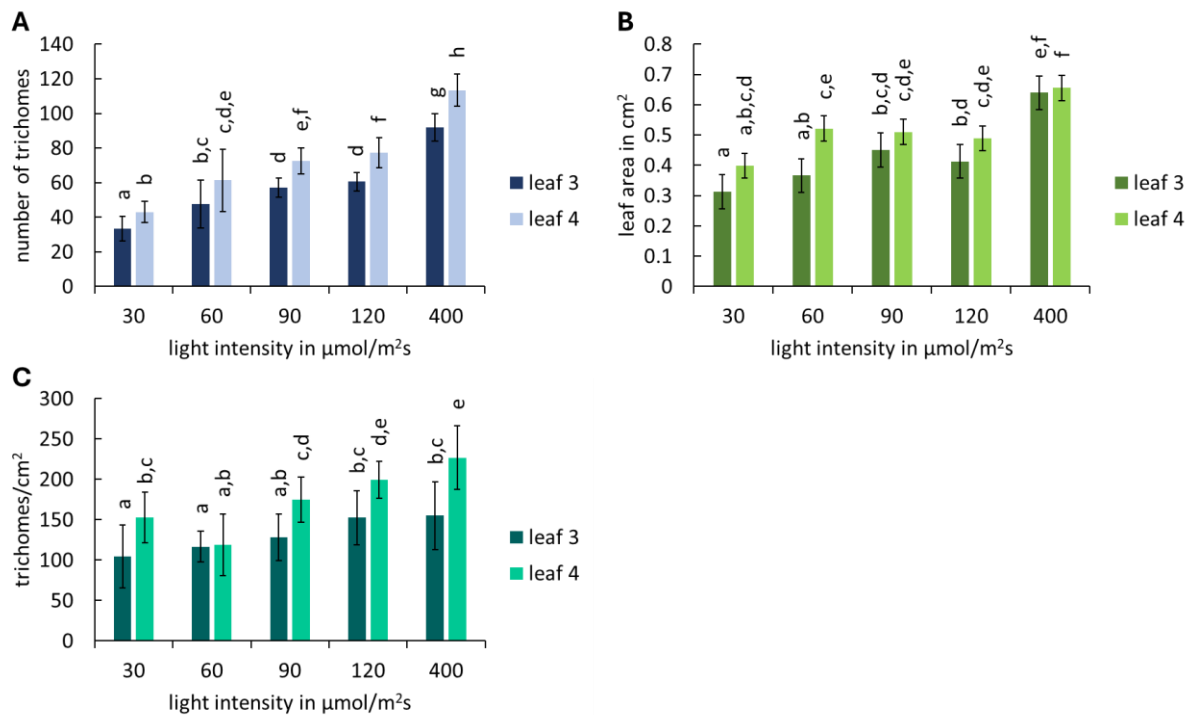 A
number of trichomes
140
120
100
80
60
40
20
0
a
b
b,c
c,d,e
d
e,f
d
f
g
h
30 60 90 120 400
light intensity in µmol/m²s
leaf 3
leaf 4
B
leaf area in cm²
0.8
0.7
0.6
0.5
0.4
0.3
0.2
0.1
0
a
a,b,c,d
a,b
c,e
b,c,d
c,d,e
b,d
c,d,e
e,f
f
30 60 90 120 400
light intensity in µmol/m²s
leaf 3
leaf 4
C
trichomes/cm²
300
250
200
150
100
50
0
a
b,c
a
a,b
a,b
c,d
b,c
d,e
b,c
e
30 60 90 120 400
light intensity in µmol/m²s
leaf 3
leaf 4